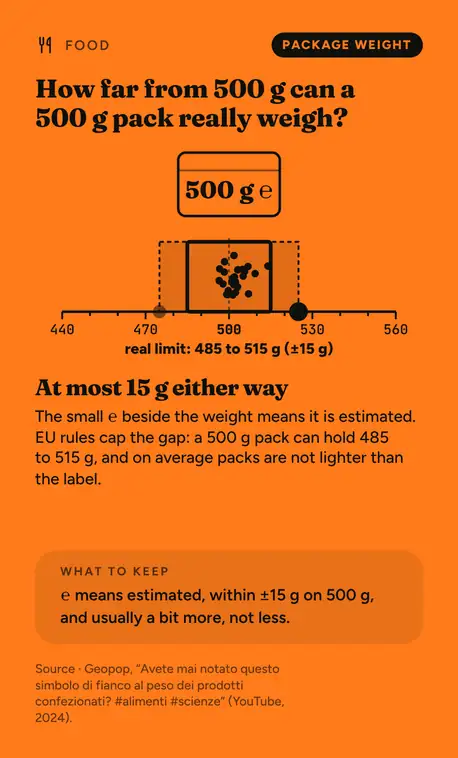 FOOD
PACKAGE WEIGHT
How far from 500 g can a
500 g pack really weigh?
500 g ℮
440 470 500 530 560
real limit: 485 to 515 g (±15 g)
At most 15 g either way
The small ℮ beside the weight means it is estimated.
EU rules cap the gap: a 500 g pack can hold 485
to 515 g, and on average packs are not lighter than
the label.
WHAT TO KEEP
℮ means estimated, within ±15 g on 500 g,
and usually a bit more, not less.
Source · Geopop, “Avete mai notato questo
simbolo di fianco al peso dei prodotti
confezionati? #alimenti #scienze” (YouTube,
2024).